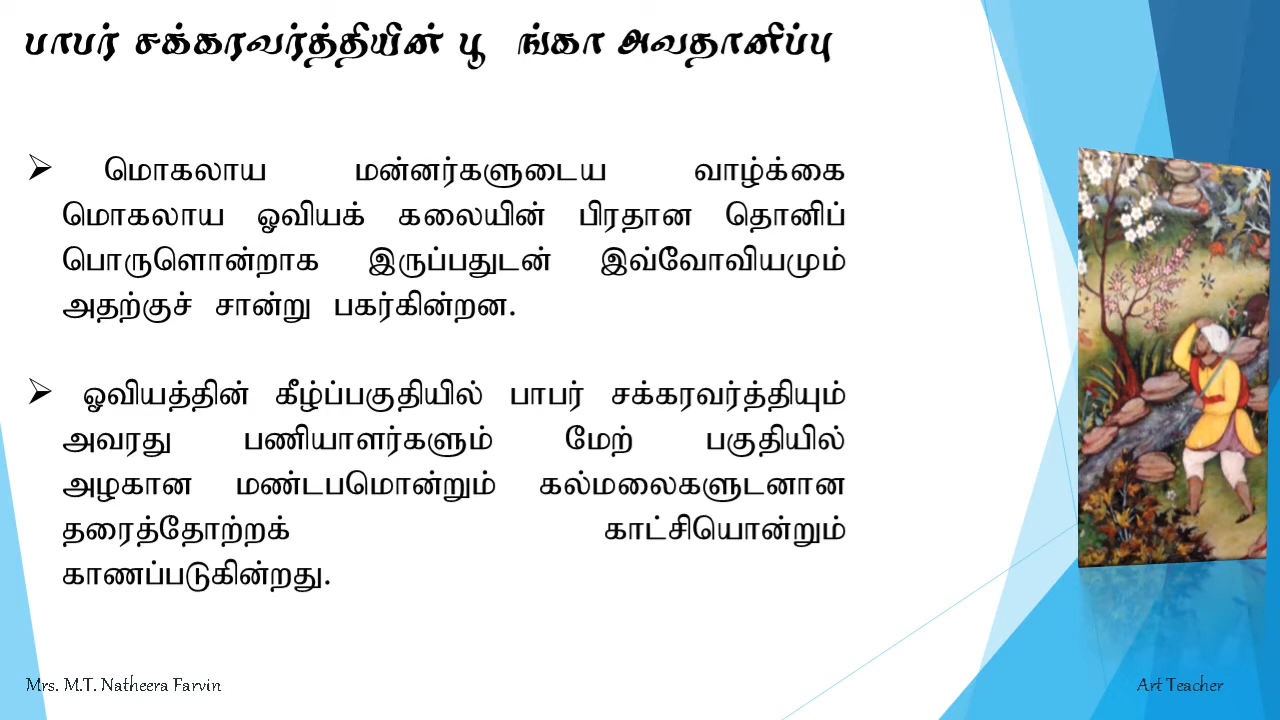 பாபர் சக்கரவர்த்தியின் பூ ங்கா அவதானிப்பு
➢ மொகலாய மன்னர்களுடைய வாழ்க்கை
மொகலாய ஓவியக் கலையின் பிரதான தொனிப்
பொருளொன்றாக இருப்பதுடன் இவ்வோவியமும்
அதற்குச் சான்று பகர்கின்றன.
➢ ஓவியத்தின் கீழ்ப்பகுதியில் பாபர் சக்கரவர்த்தியும்
அவரது பணியாளர்களும் மேற் பகுதியில்
அழகான மண்டபமொன்றும் கல்மலைகளுடனான
தரைத்தோற்றக் காட்சியொன்றும்
காணப்படுகின்றது.
Mrs. M.T. Natheera Farvin
Art Teacher